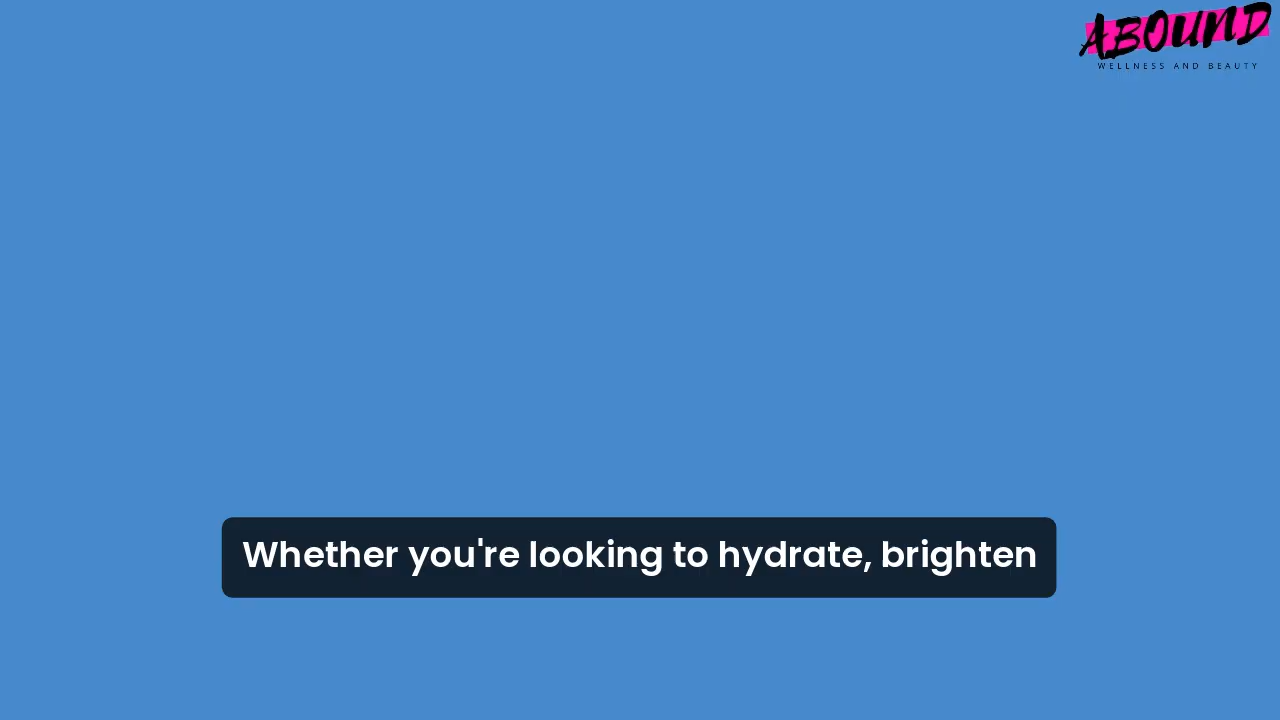 ABOUND
WELLNESS AND BEAUTY
Whether you're looking to hydrate, brighten